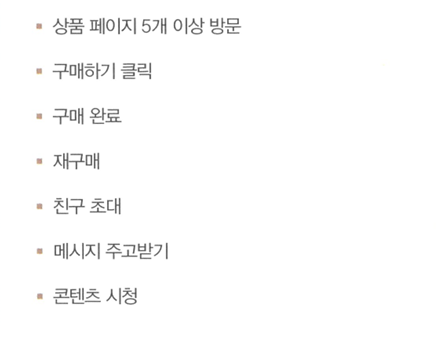 ▪ 상품 페이지 5개 이상 방문
▪ 구매하기 클릭
▪ 구매 완료
▪ 재구매
▪ 친구 초대
▪ 메시지 주고받기
▪ 콘텐츠 시청